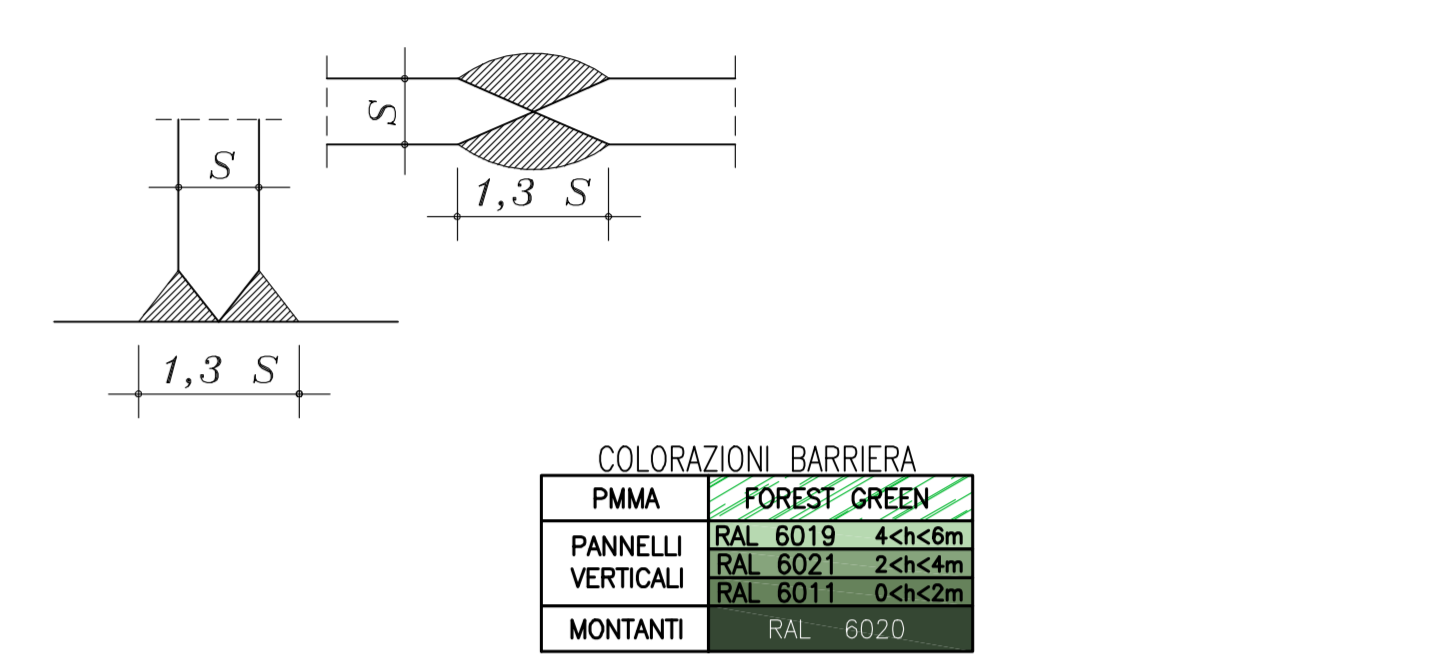 S
1,3 S
S
1,3 S
COLORAZIONI BARRIERA
PMMA FOREST GREEN
PANNELLI VERTICALI
RAL 6019 4<h<6m
RAL 6021 2<h<4m
RAL 6011 0<h<2m
MONTANTI RAL 6020